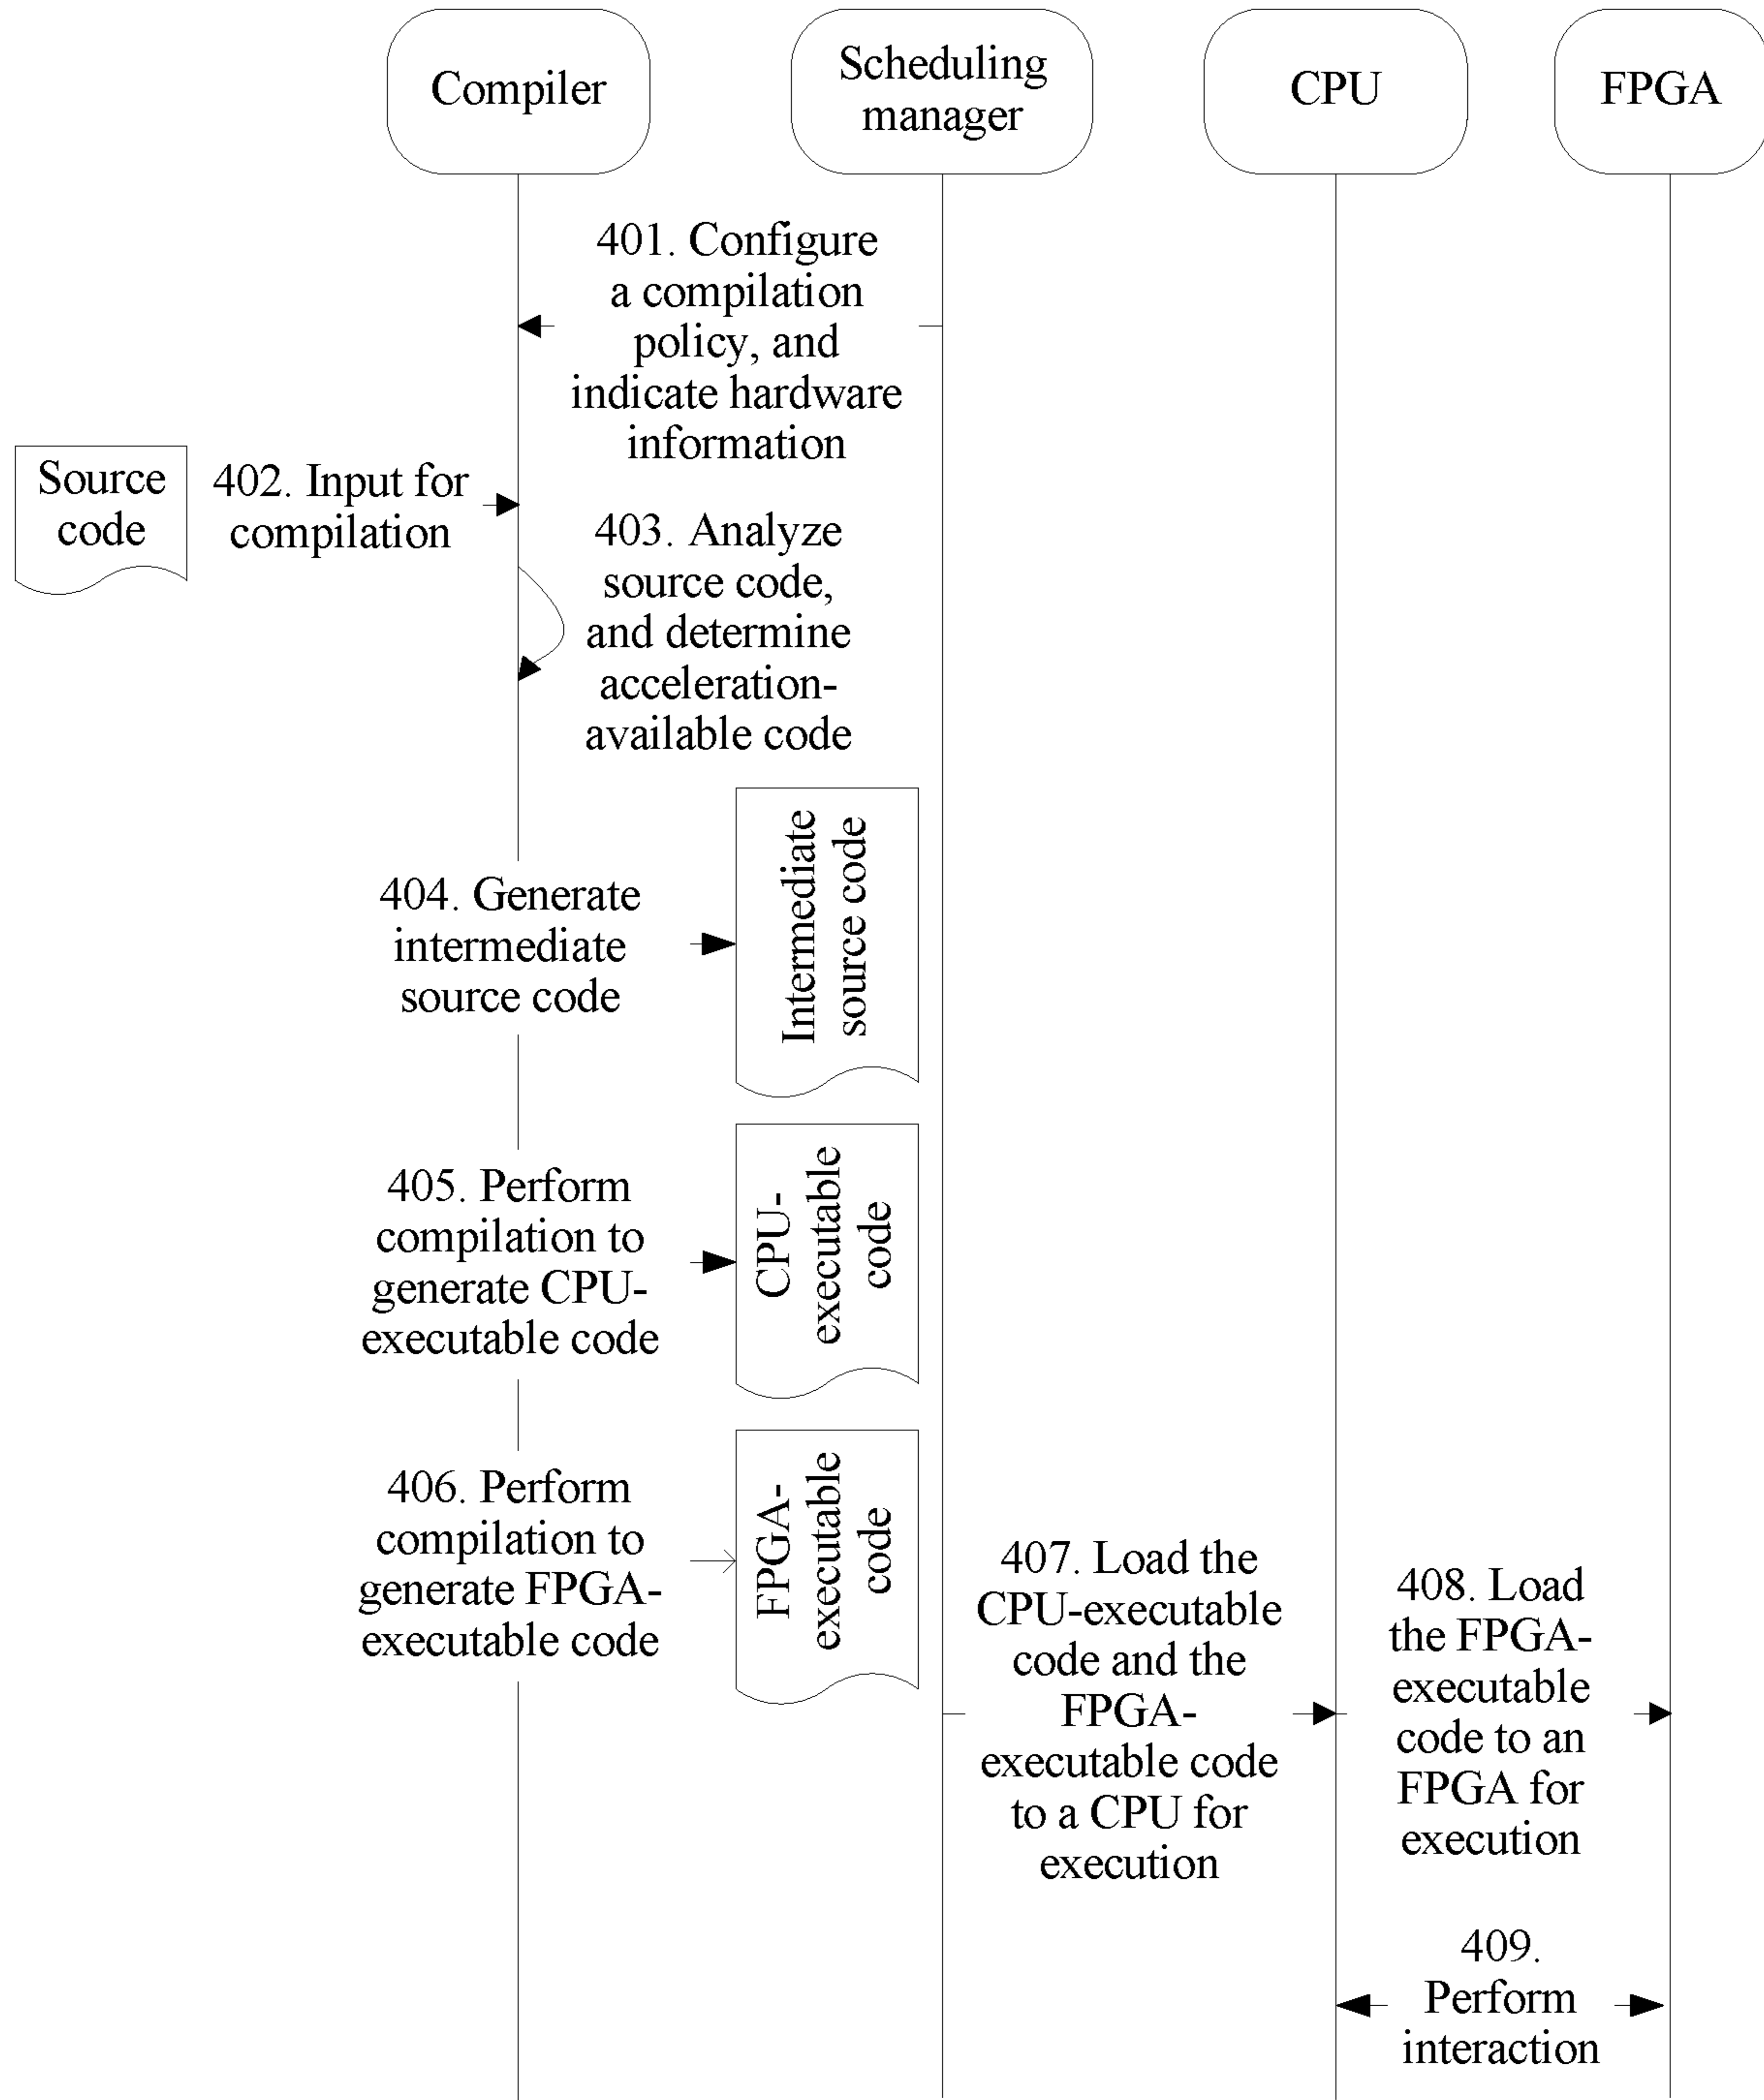 Compiler
Scheduling
manager
CPU
FPGA
401. Configure
a compilation
policy, and
indicate hardware
information
Source
code
402. Input for
compilation
403. Analyze
source code,
and determine
acceleration-
available code
404. Generate
intermediate
source code
Intermediate
source code
405. Perform
compilation to
generate CPU-
executable code
CPU-
executable
code
406. Perform
compilation to
generate FPGA-
executable code
FPGA-
executable
code
407. Load the
CPU-executable
code and the
FPGA-
executable code
to a CPU for
execution
408. Load
the FPGA-
executable
code to an
FPGA for
execution
409.
Perform
interaction